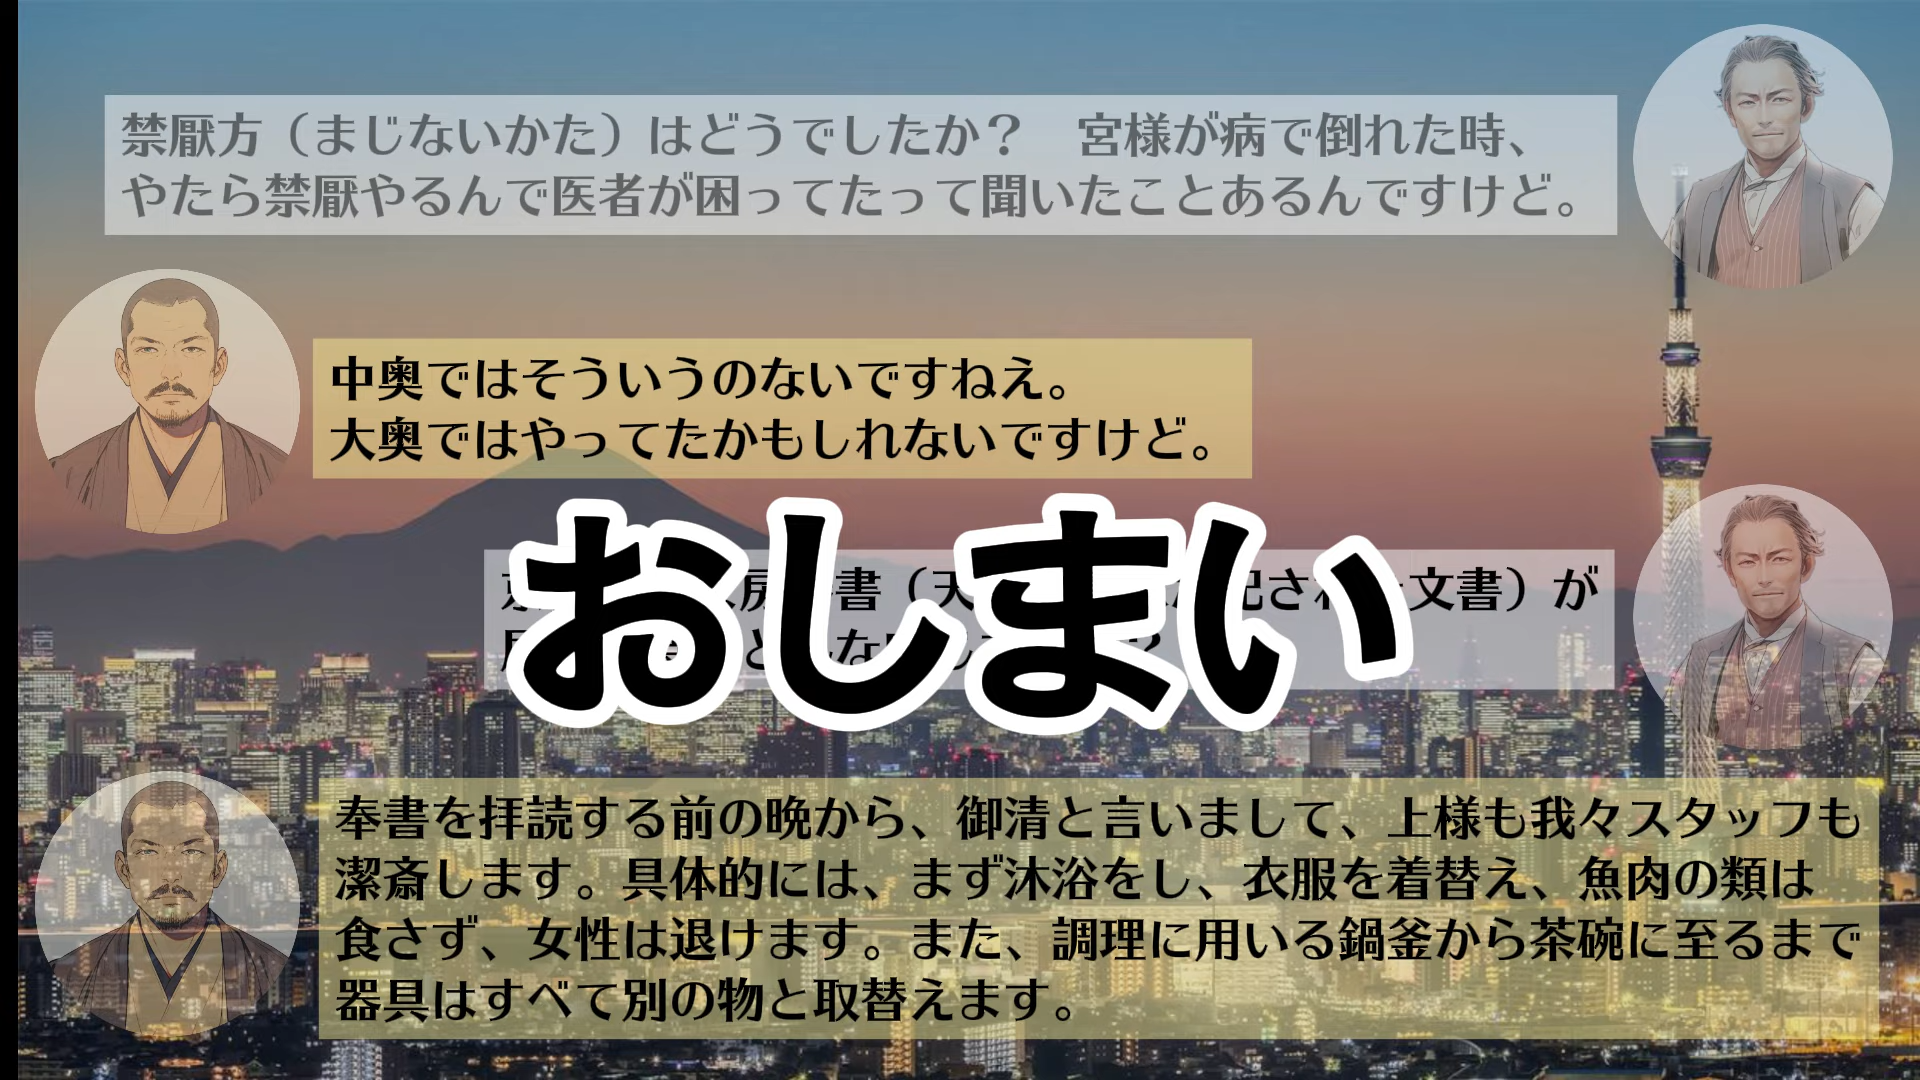 禁厭方（まじないかた）はどうでしたか？　宮様が病で倒れた時、
やたら禁厭やるんで医者が困ってたって聞いたことあるんですけど。
中奥ではそういうのないですねえ。
大奥ではやってたかもしれないですけど。
書（天
文書）が
おしまい
奉書を拝読する前の晩から、御清と言いまして、上様も我々スタッフも
潔斎します。具体的には、まず沐浴をし、衣服を着替え、魚肉の類は
食さず、女性は退けます。また、調理に用いる鍋釜から茶碗に至るまで
器具はすべて別の物と取替えます。